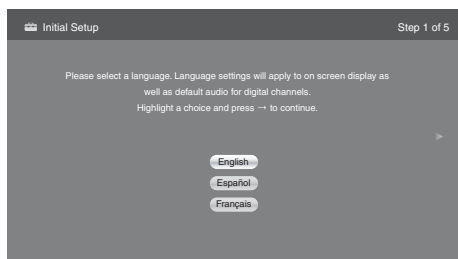 Initial Setup
Step 1 of 5
Please select a language. Language settings will apply to on screen display as
well as default audio for digital channels.
Highlight a choice and press → to continue.
English
Español
Français